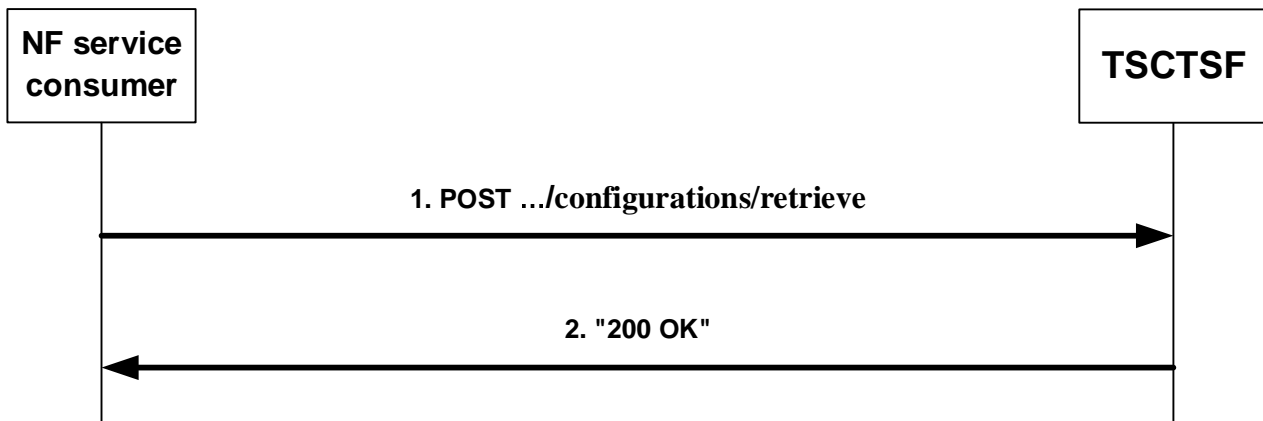 NF service
consumer
TSCTSF
1. POST …/configurations/retrieve
2. "200 OK"